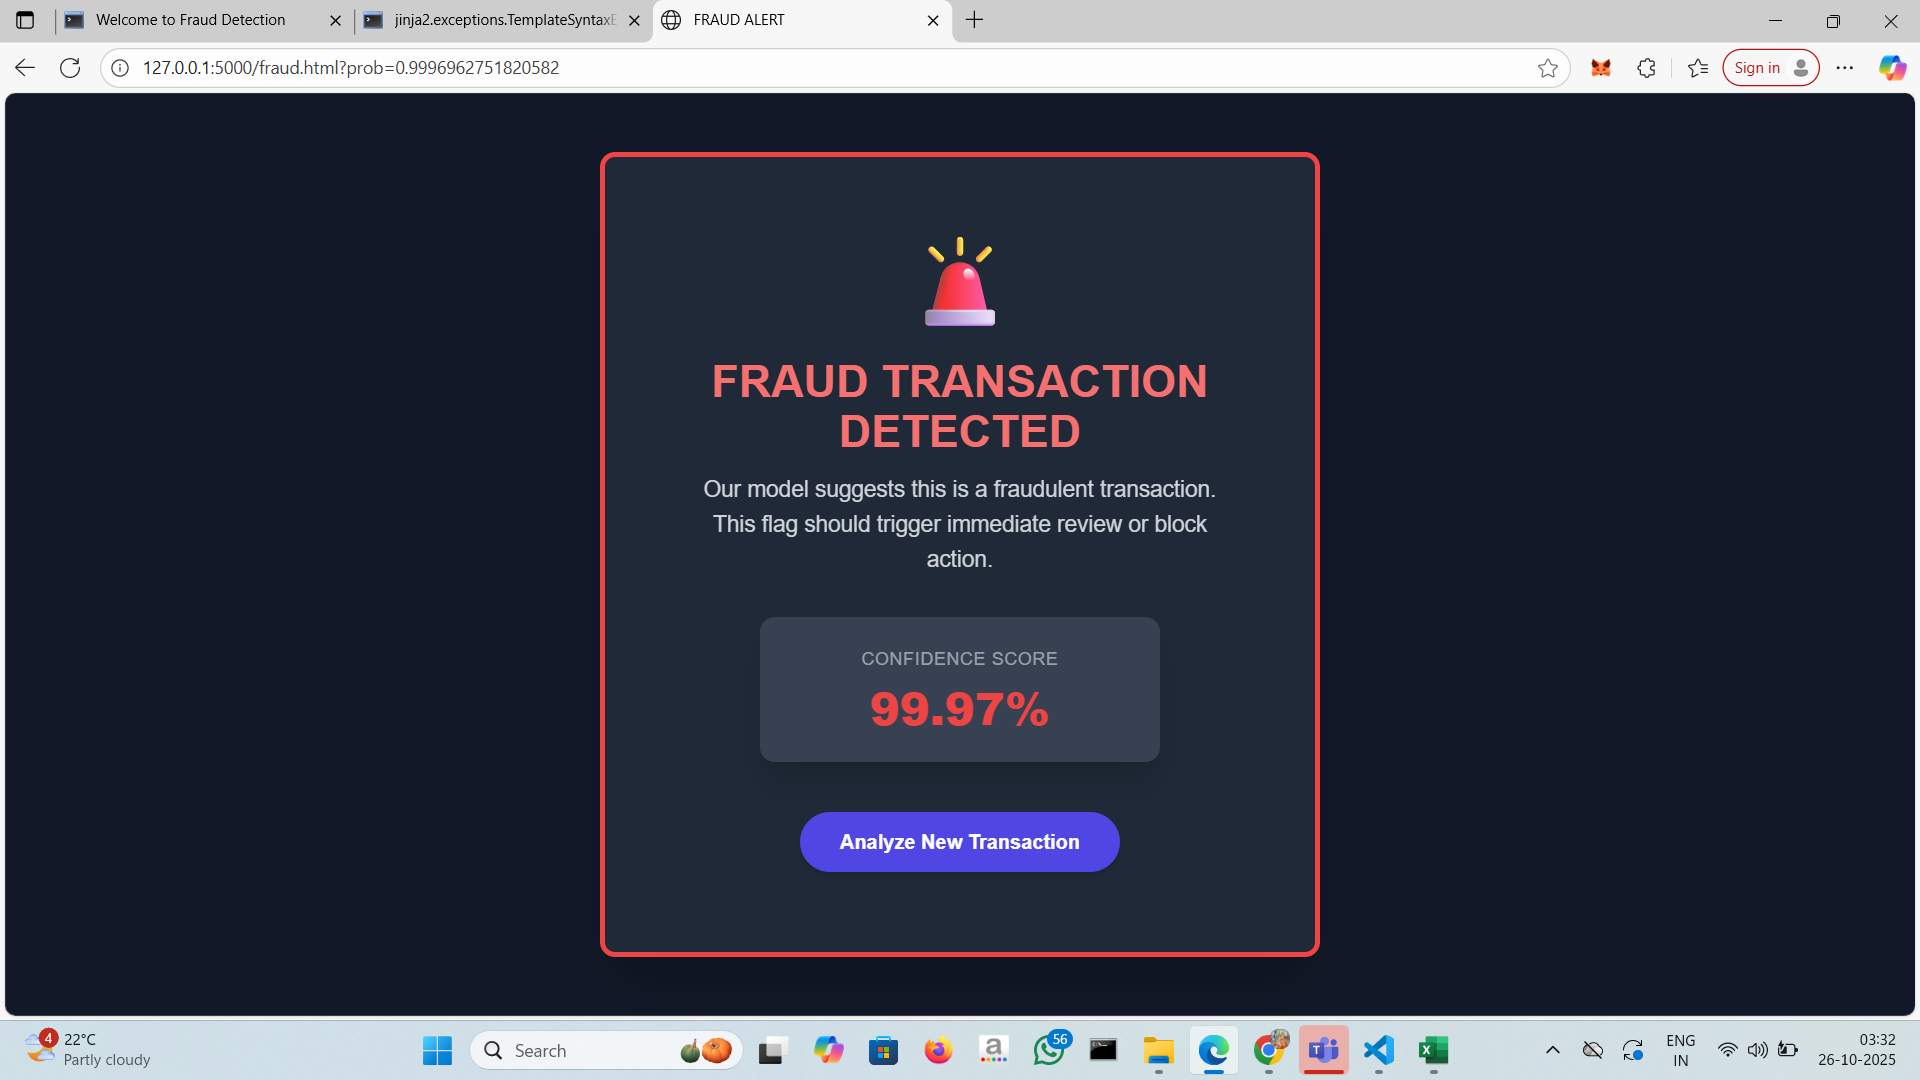 Welcome to Fraud Detection
jinja2.exceptions.TemplateSyntaxE
FRAUD ALERT
127.0.0.1:5000/fraud.html?prob=0.9996962751820582
Sign in
FRAUD TRANSACTION
DETECTED
Our model suggests this is a fraudulent transaction.
This flag should trigger immediate review or block
action.
CONFIDENCE SCORE
99.97%
Analyze New Transaction
4
22°C
Partly cloudy
Search
a
56
T
X
ENG
IN
03:32
26-10-2025